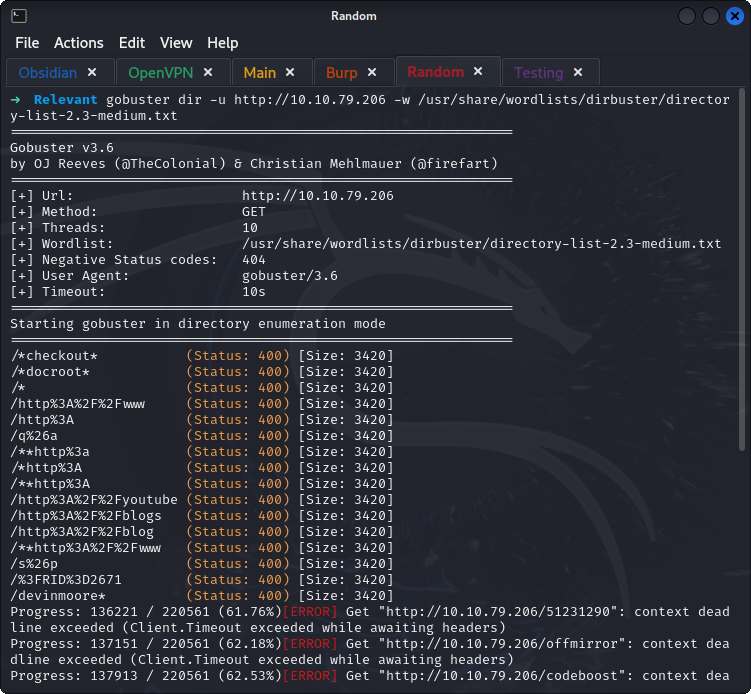 Random
File Actions Edit View Help
Obsidian × OpenVPN × Main × Burp × Random × Testing ×
→ Relevant gobuster dir -u http://10.10.79.206 -w /usr/share/wordlists/dirbuster/director
y-list-2.3-medium.txt
===============================================================
Gobuster v3.6
by OJ Reeves (@TheColonial) & Christian Mehlmauer (@firefart)
===============================================================
[+] Url:                     http://10.10.79.206
[+] Method:                  GET
[+] Threads:                 10
[+] Wordlist:                /usr/share/wordlists/dirbuster/directory-list-2.3-medium.txt
[+] Negative Status codes:   404
[+] User Agent:              gobuster/3.6
[+] Timeout:                 10s
===============================================================
Starting gobuster in directory enumeration mode
===============================================================
/*checkout*           (Status: 400) [Size: 3420]
/*docroot*            (Status: 400) [Size: 3420]
/*                    (Status: 400) [Size: 3420]
/http%3A%2F%2Fwww     (Status: 400) [Size: 3420]
/http%3A              (Status: 400) [Size: 3420]
/q%26a                (Status: 400) [Size: 3420]
/**http%3a            (Status: 400) [Size: 3420]
/*http%3A             (Status: 400) [Size: 3420]
/**http%3A            (Status: 400) [Size: 3420]
/http%3A%2F%2Fyoutube (Status: 400) [Size: 3420]
/http%3A%2F%2Fblogs   (Status: 400) [Size: 3420]
/http%3A%2F%2Fblog    (Status: 400) [Size: 3420]
/**http%3A%2F%2Fwww   (Status: 400) [Size: 3420]
/s%26p                (Status: 400) [Size: 3420]
/%3FRID%3D2671        (Status: 400) [Size: 3420]
/devinmoore*          (Status: 400) [Size: 3420]
Progress: 136221 / 220561 (61.76%)[ERROR] Get "http://10.10.79.206/51231290": context dead
line exceeded (Client.Timeout exceeded while awaiting headers)
Progress: 137151 / 220561 (62.18%)[ERROR] Get "http://10.10.79.206/offmirror": context dea
dline exceeded (Client.Timeout exceeded while awaiting headers)
Progress: 137913 / 220561 (62.53%)[ERROR] Get "http://10.10.79.206/codeboost": context dea